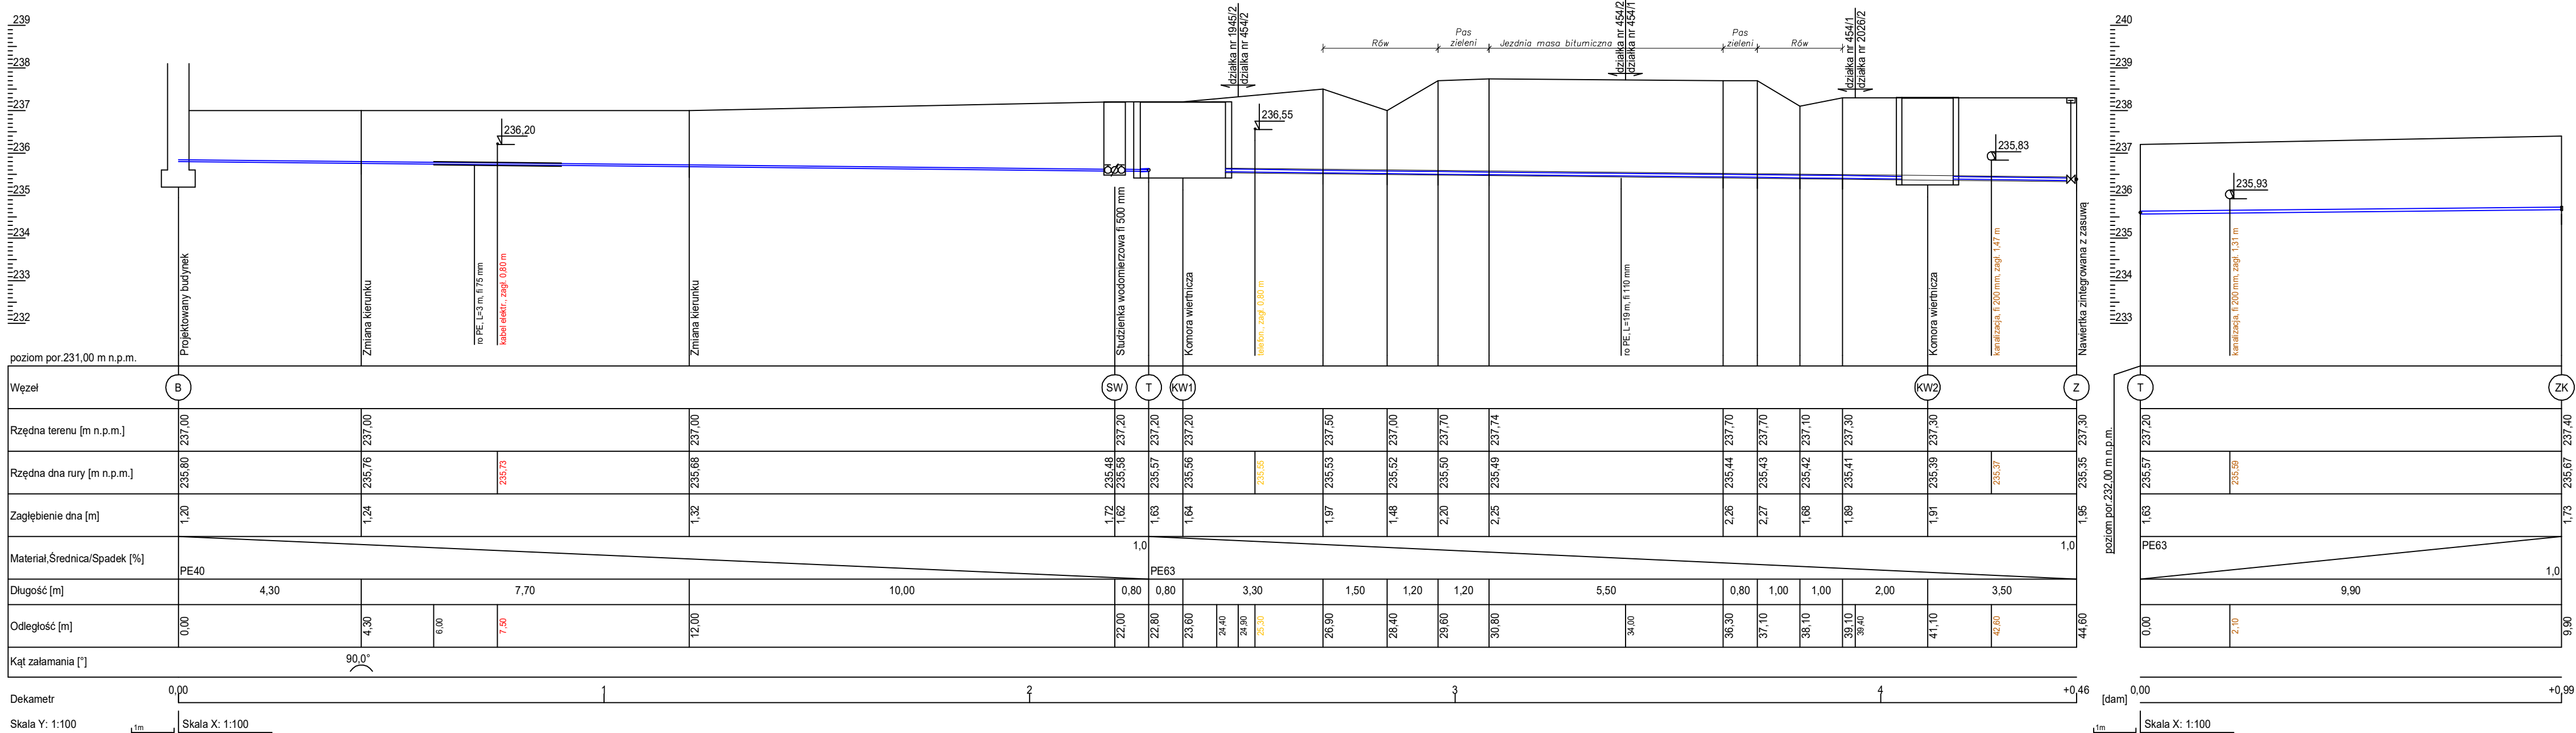 239
238
237
236
235
234
233
232
poziom por.231,00 m n.p.m.
działka nr 1945/2
działka nr 454/2
działka nr 454/2
działka nr 454/1
działka nr 454/1
działka nr 2026/2
Rów
Pas zieleni
Jezdnia masa bitumiczna
Pas zieleni
Rów
236,20
236,55
235,83
Projektowany budynek
Zmiana kierunku
ro PE, L=3 m, fi 75 mm
kabel elektr., zagł. 0,80 m
Zmiana kierunku
Studzienka wodomierzowa fi 500 mm
Komora wiertnicza
telefon., zagł. 0,80 m
ro PE, L=19 m, fi 110 mm
Komora wiertnicza
kanalizacja, fi 200 mm, zagł. 1,47 m
Nawiertka zintegrowana z zasuwą
240
239
238
237
236
235
234
233
235,93
kanalizacja, fi 200 mm, zagł. 1,31 m
poziom por.232,00 m n.p.m.
Węzeł B SW T KW1 KW2 Z T ZK
Rzędna terenu [m n.p.m.] 237,00 237,00 237,00 237,20 237,20 237,20 237,50 237,00 237,70 237,74 237,70 237,70 237,10 237,30 237,30 237,30 237,20 237,40
Rzędna dna rury [m n.p.m.] 235,80 235,76 235,73 235,68 235,48 235,58 235,57 235,56 235,55 235,53 235,52 235,50 235,49 235,44 235,43 235,42 235,41 235,39 235,37 235,35 235,57 235,59 235,67
Zagłębienie dna [m] 1,20 1,24 1,32 1,72 1,62 1,63 1,64 1,97 1,48 2,20 2,25 2,26 2,27 1,68 1,89 1,91 1,95 1,63 1,73
Materiał,Średnica/Spadek [%] PE40 1,0 PE63 1,0 PE63 1,0
Długość [m] 4,30 7,70 10,00 0,80 0,80 3,30 1,50 1,20 1,20 5,50 0,80 1,00 1,00 2,00 3,50 9,90
Odległość [m] 0,00 4,30 6,00 7,50 12,00 22,00 22,80 23,60 24,40 24,90 25,30 26,90 28,40 29,60 30,80 34,00 36,30 37,10 38,10 39,10 39,40 41,10 42,60 44,60 0,00 2,10 9,90
Kąt załamania [°] 90,0°
Dekametr 0,00 1 2 3 4 +0,46 [dam] 0,00 +0,99
Skala Y: 1:100 1m Skala X: 1:100 1m Skala X: 1:100